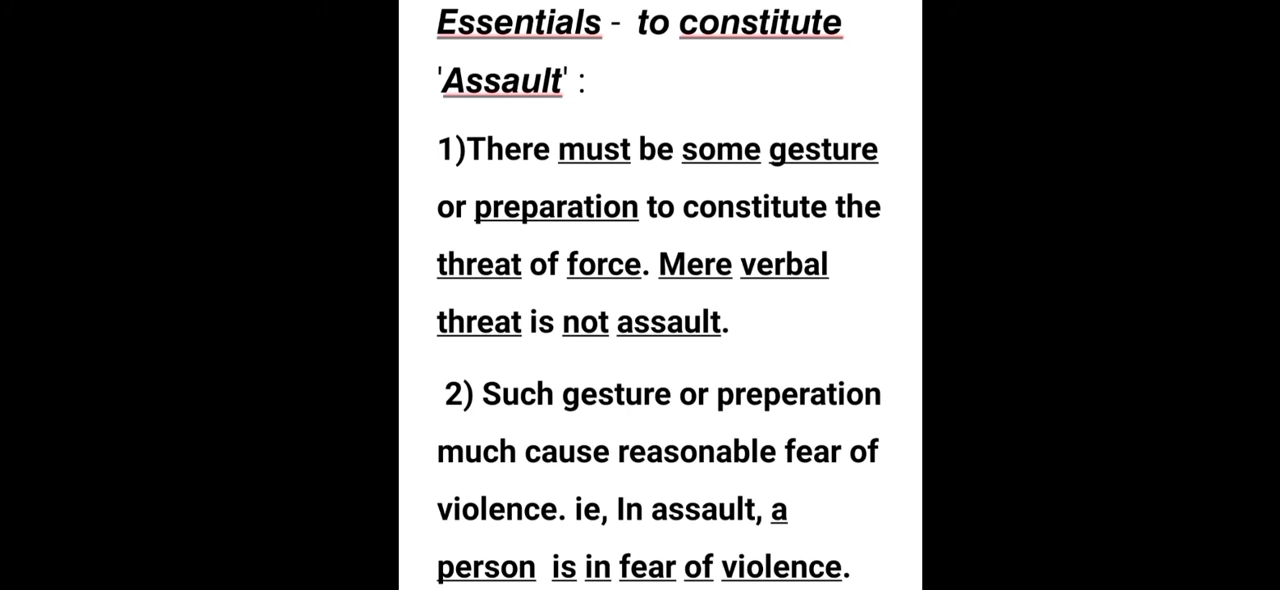 Essentials - to constitute
'Assault' :
1)There must be some gesture
or preparation to constitute the
threat of force. Mere verbal
threat is not assault.
2) Such gesture or preperation
much cause reasonable fear of
violence. ie, In assault, a
person is in fear of violence.